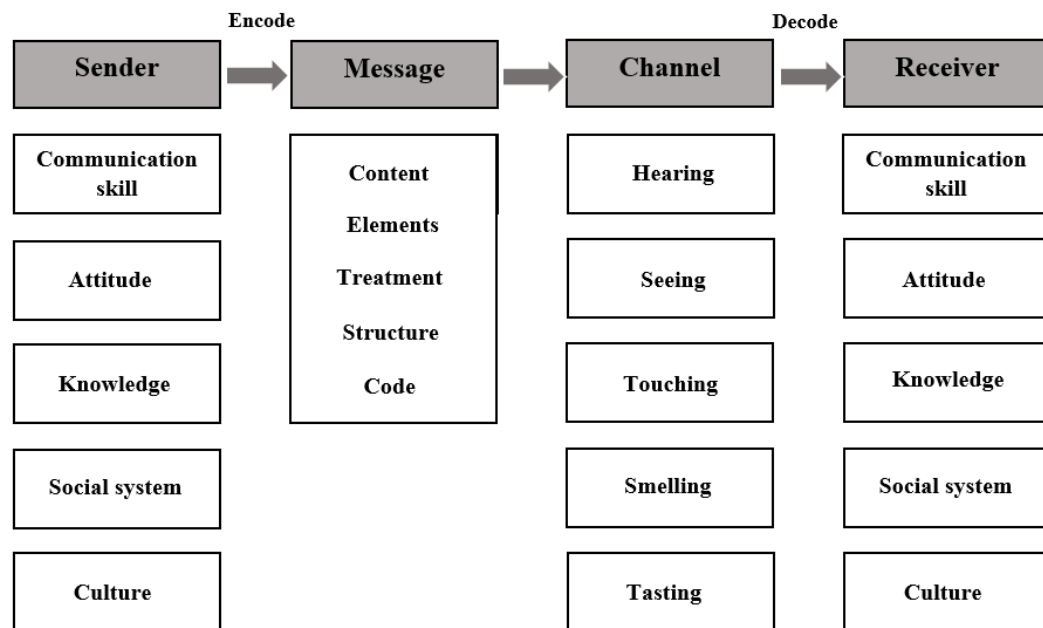 Encode
Decode
Sender
Message
Channel
Receiver
Communication
skill
Attitude
Knowledge
Social system
Culture
Content
Elements
Treatment
Structure
Code
Hearing
Seeing
Touching
Smelling
Tasting
Communication
skill
Attitude
Knowledge
Social system
Culture